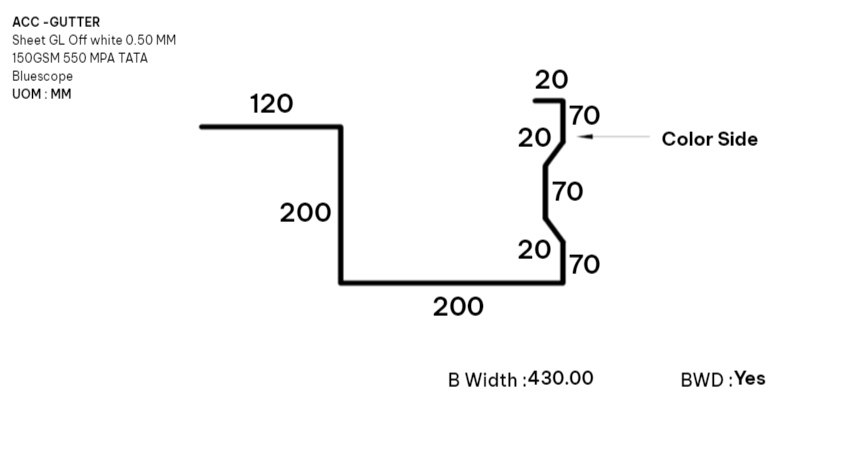 ACC -GUTTER
Sheet GL Off white 0.50 MM
150GSM 550 MPA TATA
Bluescope
UOM : MM
20
120
70
20
Color Side
70
200
20
70
200
B Width :430.00
BWD :Yes